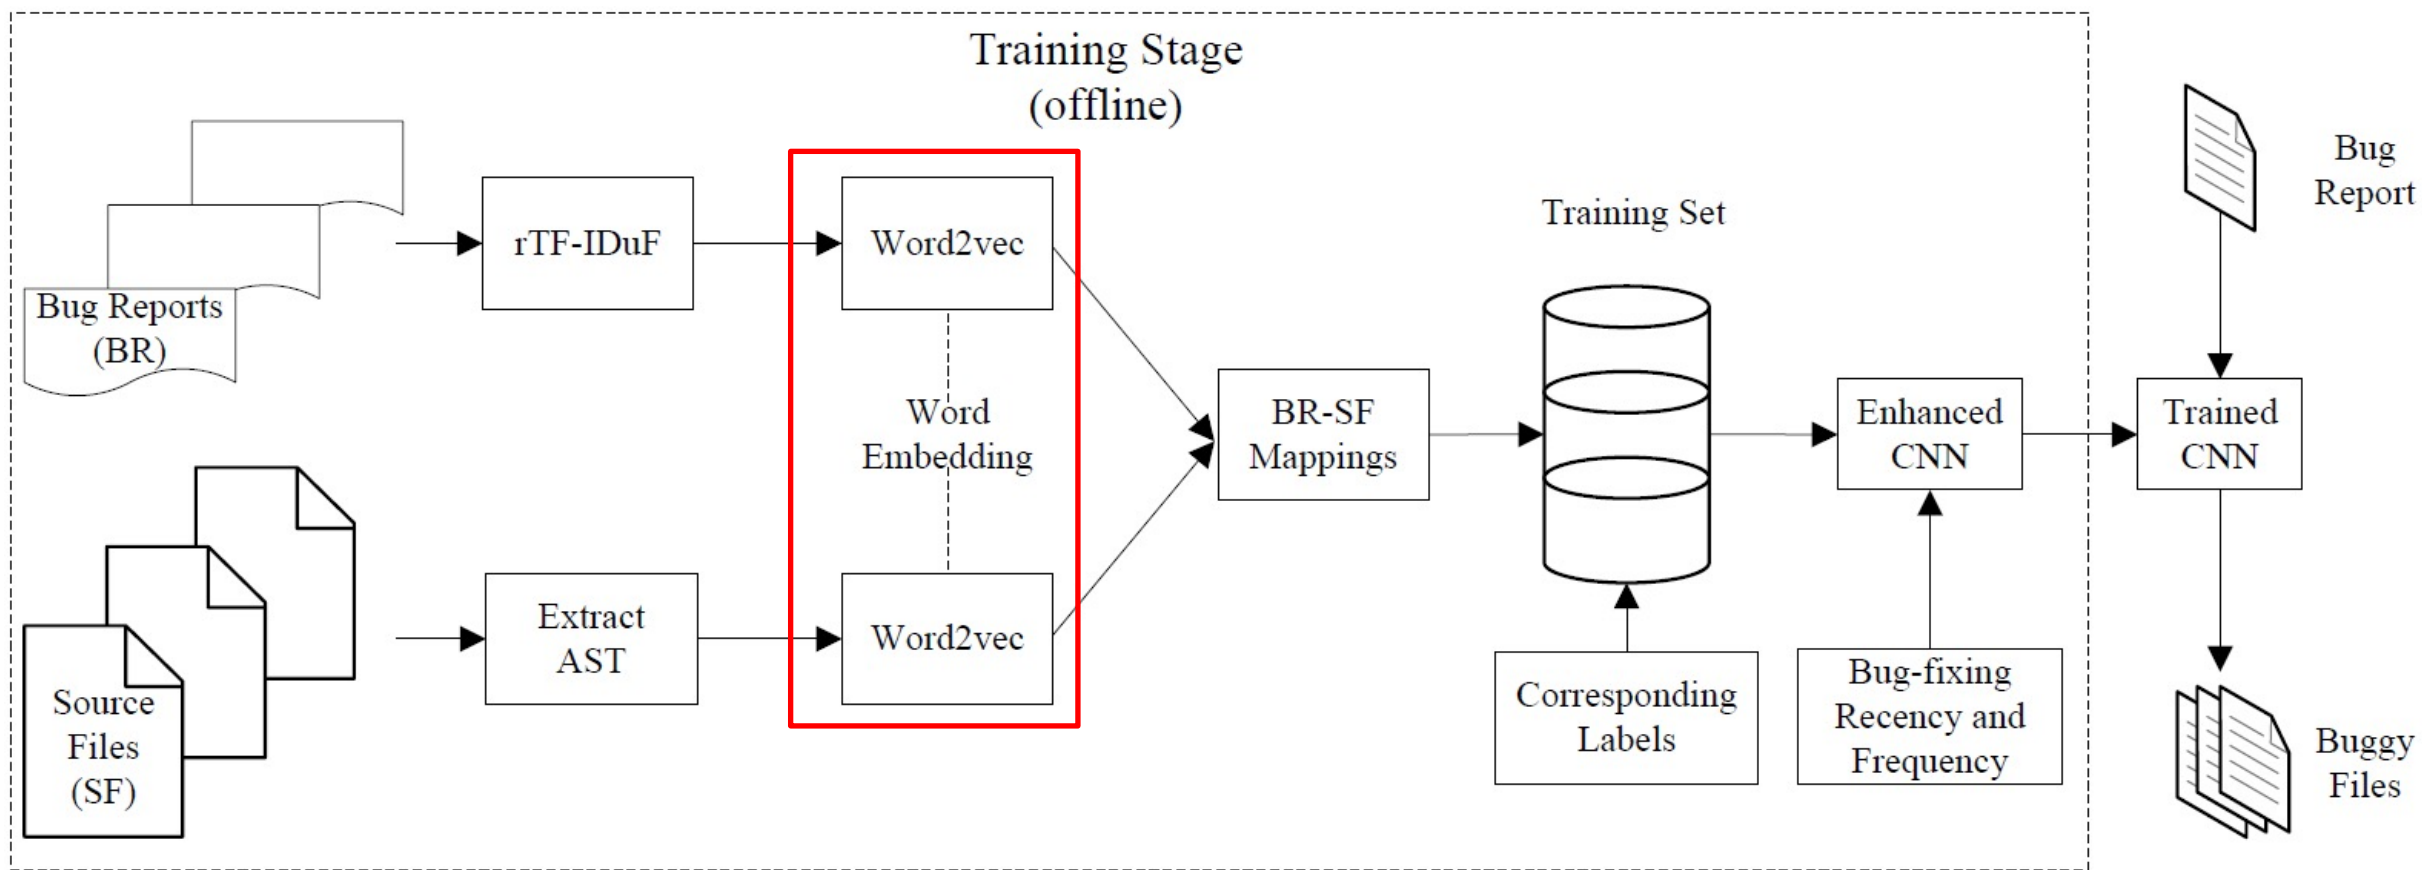 Training Stage
(offline)
Bug Reports
(BR)
rTF-IDuF
Word2vec
Word
Embedding
Source
Files
(SF)
Extract
AST
Word2vec
BR-SF
Mappings
Training Set
Corresponding
Labels
Enhanced
CNN
Bug-fixing
Recency and
Frequency
Bug
Report
Trained
CNN
Buggy
Files